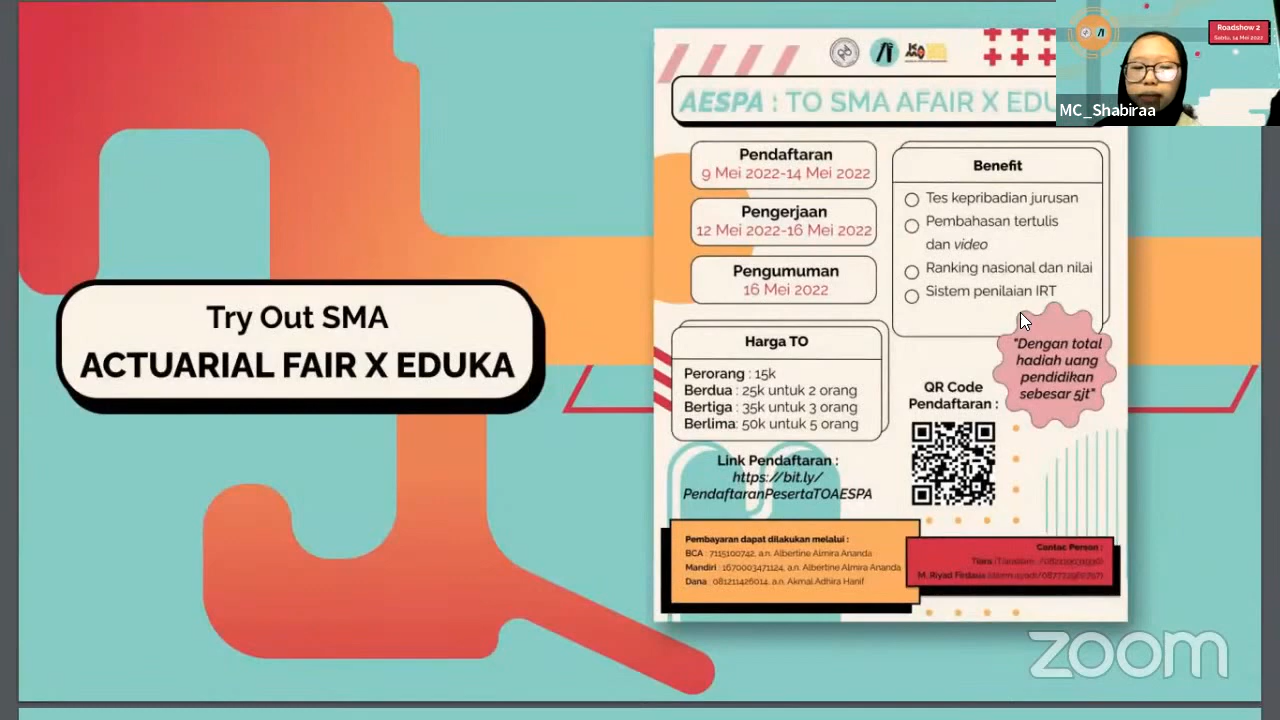 Try Out SMA
ACTUARIAL FAIR X EDUKA
AESPA : TO SMA AFAIR X EDU
Pendaftaran
9 Mei 2022-14 Mei 2022
Pengerjaan
12 Mei 2022-16 Mei 2022
Pengumuman
16 Mei 2022
Benefit
Tes kepribadian jurusan
Pembahasan tertulis
dan video
Ranking nasional dan nilai
Sistem penilaian IRT
"Dengan total
hadiah uang
pendidikan
sebesar 5jt"
Harga TO
Perorang : 15k
Berdua : 25k untuk 2 orang
Bertiga : 35k untuk 3 orang
Berlima: 50k untuk 5 orang
QR Code
Pendaftaran :
Link Pendaftaran :
https://bit.ly/
PendaftaranPesertaTOAESPA
Pembayaran dapat dilakukan melalui :
BCA : 7115100742, a.n. Albertine Almira Ananda
Mandiri : 1670003471124, a.n. Albertine Almira Ananda
Dana : 081211426014, a.n. Akmal Adhira Hanif
Contac Person :
Tiara
M. Riyad Firdaus
Roadshow 2
Sabtu, 14 Mei 2022
MC_Shabiraa
zoom